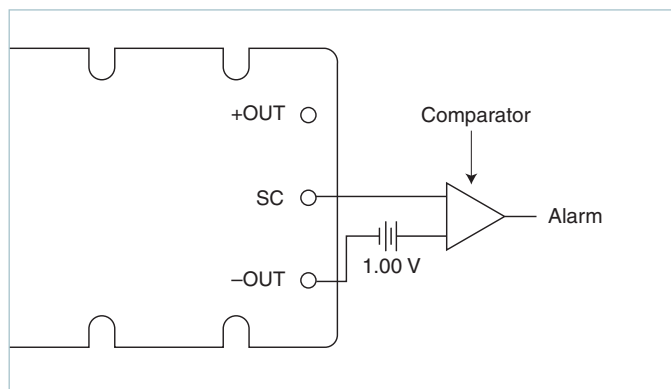 +OUT
Comparator
SC
Alarm
–OUT
1.00 V